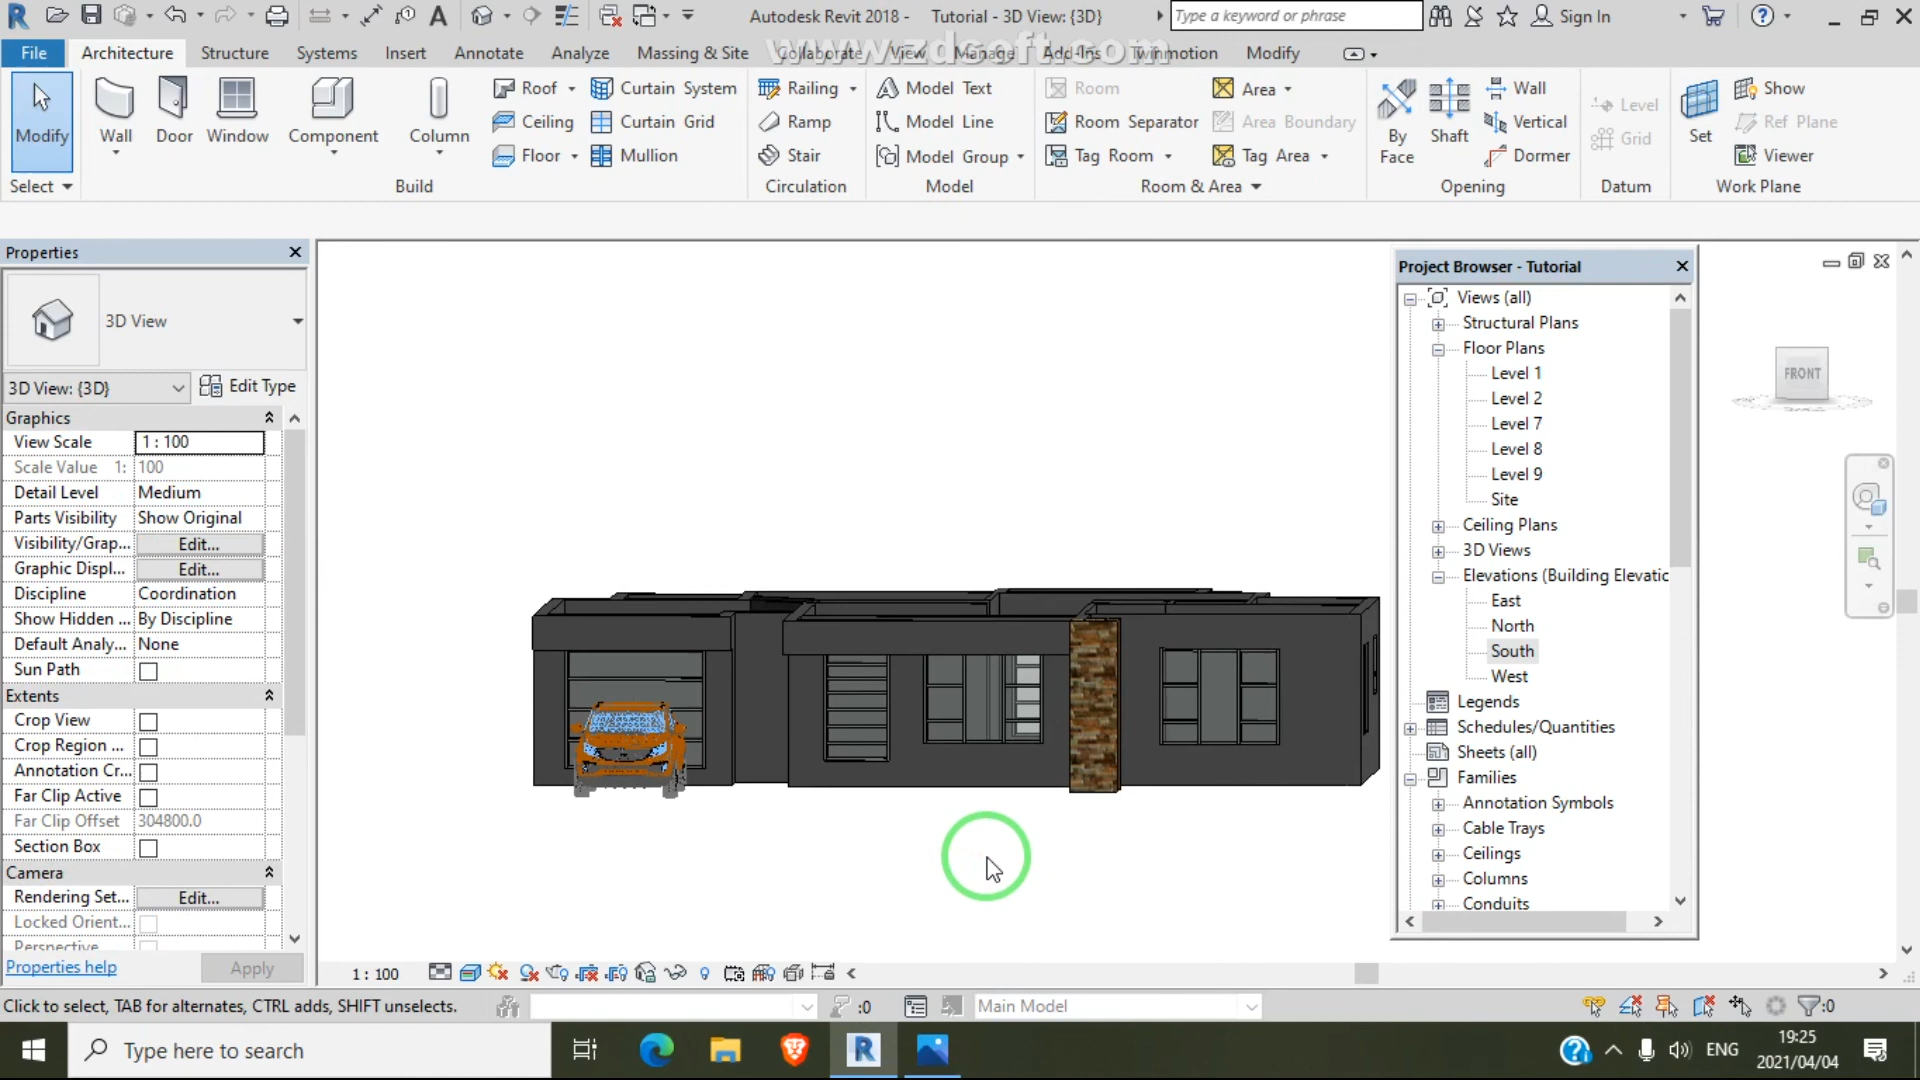 Autodesk Revit 2018 - Tutorial - 3D View: {3D}
Type a keyword or phrase
Sign In
File Architecture Structure Systems Insert Annotate Analyze Massing & Site Collaborate View Manage Add-Ins Twinmotion Modify
www.zdsoft.com
Modify
Wall
Door
Window
Component
Column
Roof
Ceiling
Floor
Curtain System
Curtain Grid
Mullion
Railing
Ramp
Stair
Model Text
Model Line
Model Group
Room
Room Separator
Tag Room
Area
Area Boundary
Tag Area
By
Face
Shaft
Wall
Vertical
Dormer
Level
Grid
Set
Show
Ref Plane
Viewer
Select Build Circulation Model Room & Area Opening Datum Work Plane
Properties
3D View
3D View: {3D}
Edit Type
Graphics
View Scale 1 : 100
Scale Value 1: 100
Detail Level Medium
Parts Visibility Show Original
Visibility/Grap... Edit...
Graphic Displ... Edit...
Discipline Coordination
Show Hidden ... By Discipline
Default Analy... None
Sun Path
Extents
Crop View
Crop Region ...
Annotation Cr...
Far Clip Active
Far Clip Offset 304800.0
Section Box
Camera
Rendering Set... Edit...
Locked Orient...
Perspective
Properties help
Apply
Project Browser - Tutorial
Views (all)
Structural Plans
Floor Plans
Level 1
Level 2
Level 7
Level 8
Level 9
Site
Ceiling Plans
3D Views
Elevations (Building Elevatic
East
North
South
West
Legends
Schedules/Quantities
Sheets (all)
Families
Annotation Symbols
Cable Trays
Ceilings
Columns
Conduits
FRONT
1 : 100
Click to select, TAB for alternates, CTRL adds, SHIFT unselects.
:0
Main Model
:0
Type here to search
ENG
19:25
2021/04/04